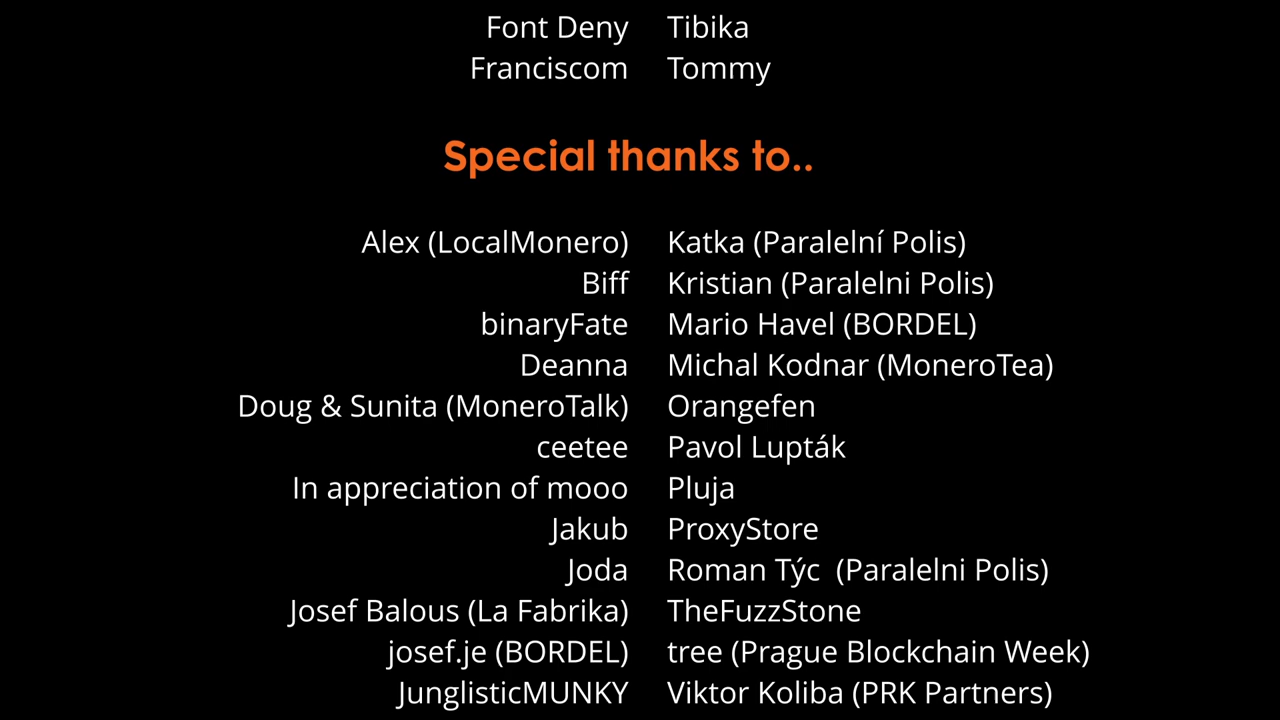 Font Deny Tibika
Franciscom Tommy
Special thanks to..
Alex (LocalMonero) Katka (Paralelní Polis)
Biff Kristian (Paralelni Polis)
binaryFate Mario Havel (BORDEL)
Deanna Michal Kodnar (MoneroTea)
Doug & Sunita (MoneroTalk) Orangefen
ceetee Pavol Lupták
In appreciation of mooo Pluja
Jakub ProxyStore
Joda Roman Týc (Paralelni Polis)
Josef Balous (La Fabrika) TheFuzzStone
josef.je (BORDEL) tree (Prague Blockchain Week)
JunglisticMUNKY Viktor Koliba (PRK Partners)